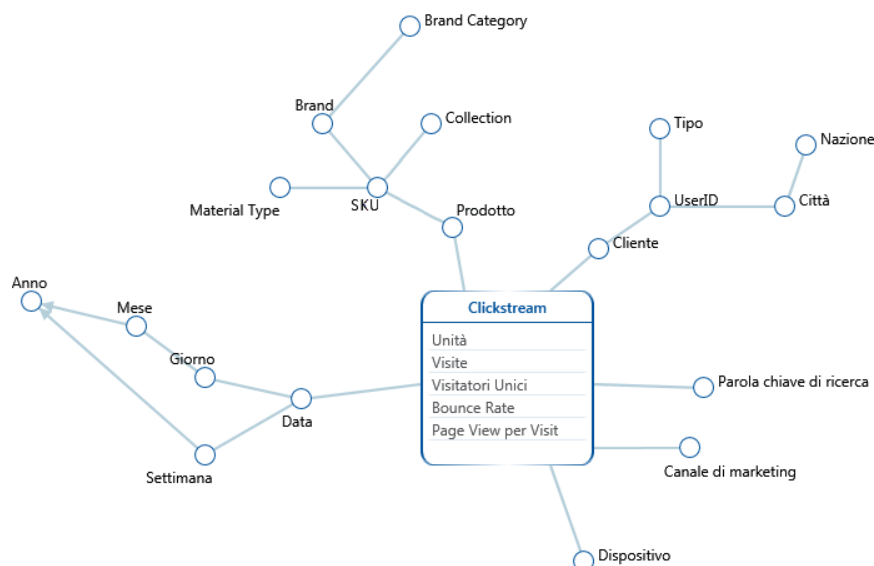 Brand Category
Brand
Collection
Tipo
Nazione
Material Type
SKU
Prodotto
UserID
Città
Cliente
Anno
Mese
Giorno
Data
Settimana
Clickstream
Unità
Visite
Visitatori Unici
Bounce Rate
Page View per Visit
Parola chiave di ricerca
Canale di marketing
Dispositivo